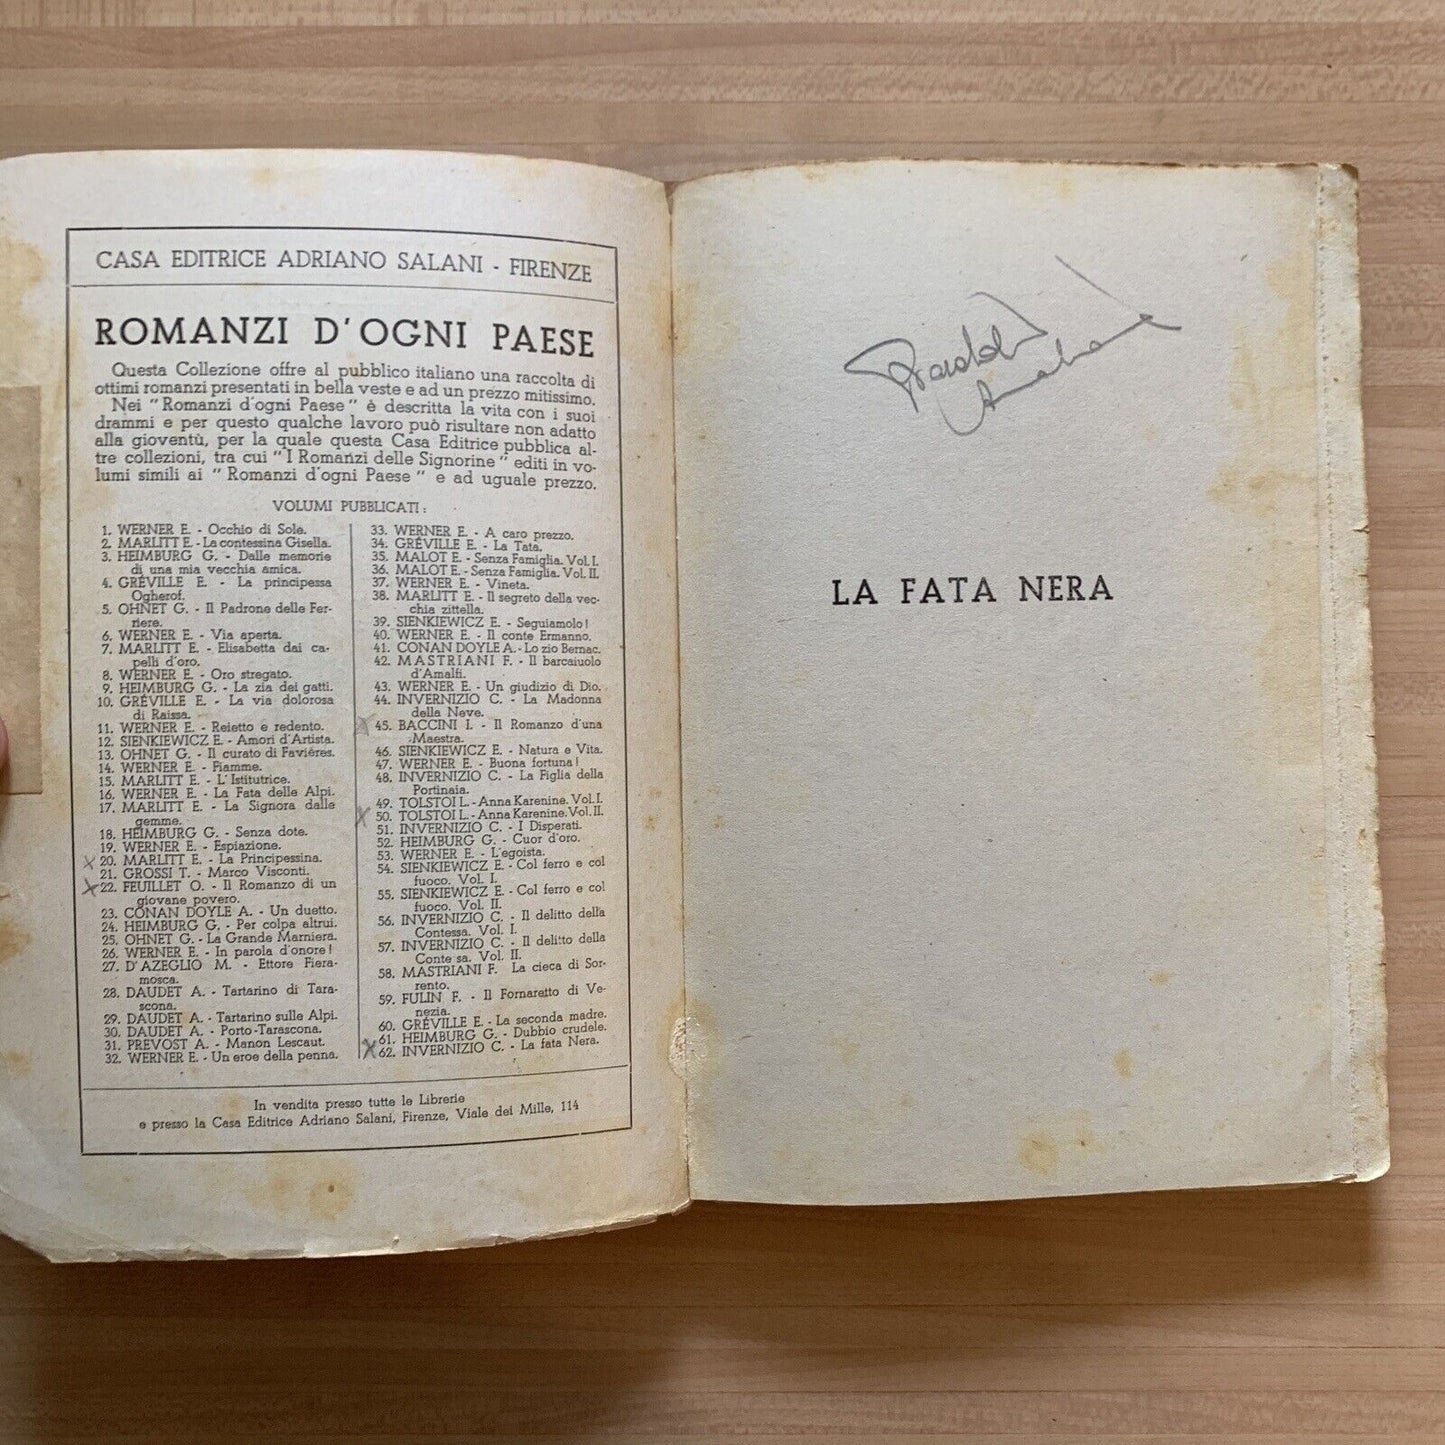 CASA EDITRICE ADRIANO SALANI - FIRENZE
ROMANZI D'OGNI PAESE
Questa Collezione offre al pubblico italiano una raccolta di
ottimi romanzi presentati in bella veste e ad un prezzo mitissimo.
Nei "Romanzi d'ogni Paese" è descritta la vita con i suoi
drammi e per questo qualche lavoro può risultare non adatto
alla gioventù, per la quale questa Casa Editrice pubblica al-
tre collezioni, tra cui "I Romanzi delle Signorine" editi in vo-
lumi simili ai "Romanzi d'ogni Paese" e ad uguale prezzo.
VOLUMI PUBBLICATI:
1. WERNER E. - Occhio di Sole.
2. MARLITT E. - La contessina Gisella.
3. HEIMBURG G. - Dalle memorie
di una mia vecchia amica.
4. GRÉVILLE E. - La principessa
Ogherof.
5. OHNET G. - Il Padrone delle Fer-
riere.
6. WERNER E. - Via aperta.
7. MARLITT E. - Elisabetta dai ca-
pelli d'oro.
8. WERNER E. - Oro stregato.
9. HEIMBURG G. - La zia dei gatti.
10. GRÉVILLE E. - La via dolorosa
di Raissa.
11. WERNER E. - Reietto e redento.
12. SIENKIEWICZ E. - Amori d'Artista.
13. OHNET G. - Il curato di Favières.
14. WERNER E. - Fiamme.
15. MARLITT E. - L'Istitutrice.
16. WERNER E. - La Fata delle Alpi.
17. MARLITT E. - La Signora dalle
gemme.
18. HEIMBURG G. - Senza dote.
19. WERNER E. - Espiazione.
20. MARLITT E. - La Principessina.
21. GROSSI T. - Marco Visconti.
22. FEUILLET O. - Il Romanzo di un
giovane povero.
23. CONAN DOYLE A. - Un duetto.
24. HEIMBURG G. - Per colpa altrui.
25. OHNET G. - La Grande Marniera.
26. WERNER E. - In parola d'onore!
27. D'AZEGLIO M. - Ettore Fiera-
mosca.
28. DAUDET A. - Tartarino di Tara-
scona.
29. DAUDET A. - Tartarino sulle Alpi.
30. DAUDET A. - Porto-Tarascona.
31. PREVOST A. - Manon Lescaut.
32. WERNER E. - Un eroe della penna.
33. WERNER E. - A caro prezzo.
34. GRÉVILLE E. - La Tata.
35. MALOT E. - Senza Famiglia. Vol. I.
36. MALOT E. - Senza Famiglia. Vol. II.
37. WERNER E. - Vineta.
38. MARLITT E. - Il segreto della vec-
chia zittella.
39. SIENKIEWICZ E. - Seguiamolo!
40. WERNER E. - Il conte Ermanno.
41. CONAN DOYLE A. - Lo zio Bernac.
42. MASTRIANI F. - Il barcaiuolo
d'Amalfi.
43. WERNER E. - Un giudizio di Dio.
44. INVERNIZIO C. - La Madonna
della Neve.
45. BACCINI I. - Il Romanzo d'una
Maestra.
46. SIENKIEWICZ E. - Natura e Vita.
47. WERNER E. - Buona fortuna!
48. INVERNIZIO C. - La Figlia della
Portinaia.
49. TOLSTOI L. - Anna Karenine. Vol. I.
50. TOLSTOI L. - Anna Karenine. Vol. II.
51. INVERNIZIO C. - I Disperati.
52. HEIMBURG G. - Cuor d'oro.
53. WERNER E. - L'egoista.
54. SIENKIEWICZ E. - Col ferro e col
fuoco. Vol. I.
55. SIENKIEWICZ E. - Col ferro e col
fuoco. Vol. II.
56. INVERNIZIO C. - Il delitto della
Contessa. Vol. I.
57. INVERNIZIO C. - Il delitto della
Conte sa. Vol. II.
58. MASTRIANI F. La cieca di Sor-
rento.
59. FULIN F. - Il Fornaretto di Ve-
nezia.
60. GRÉVILLE E. - La seconda madre.
61. HEIMBURG G. - Dubbio crudele.
62. INVERNIZIO C. - La fata Nera.
In vendita presso tutte le Librerie
e presso la Casa Editrice Adriano Salani, Firenze, Viale dei Mille, 114
LA FATA NERA